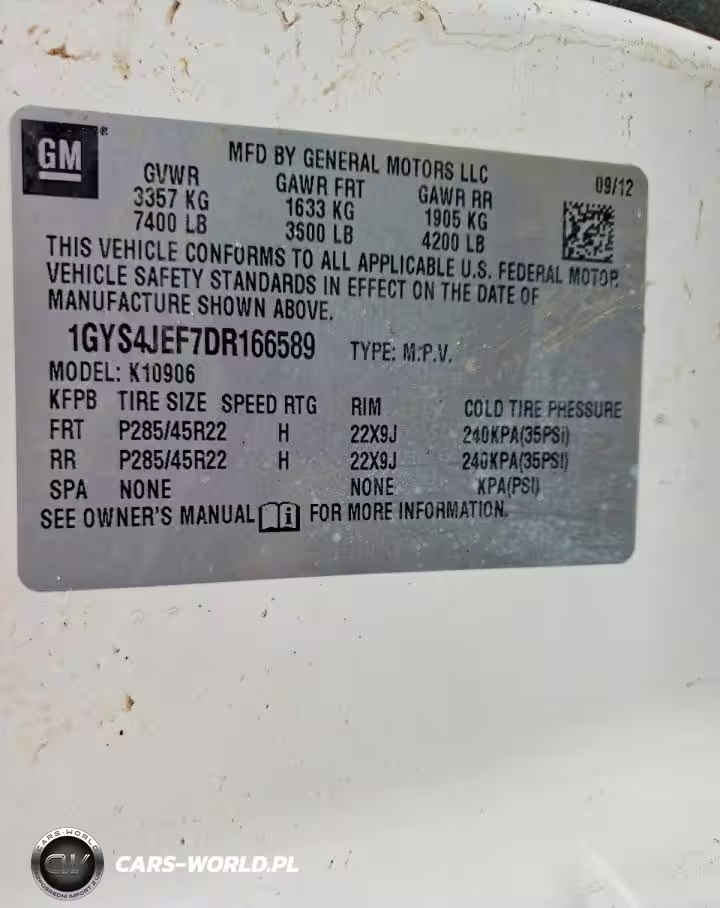 GM
MFD BY GENERAL MOTORS LLC
GVWR GAWR FRT GAWR RR 09/12
3357 KG 1633 KG 1905 KG
7400 LB 3600 LB 4200 LB
THIS VEHICLE CONFORMS TO ALL APPLICABLE U.S. FEDERAL MOTOR
VEHICLE SAFETY STANDARDS IN EFFECT ON THE DATE OF
MANUFACTURE SHOWN ABOVE.
1GYS4JEF7DR166589 TYPE: M.P.V.
MODEL: K10906
KFPB TIRE SIZE SPEED RTG RIM COLD TIRE PRESSURE
FRT P285/45R22 H 22X9J 240KPA(35PSI)
RR P285/45R22 H 22X9J 240KPA(35PSI)
SPA NONE NONE KPA(PSI)
SEE OWNER'S MANUAL FOR MORE INFORMATION.
CARS-WORLD
CW
CARS-WORLD.PL